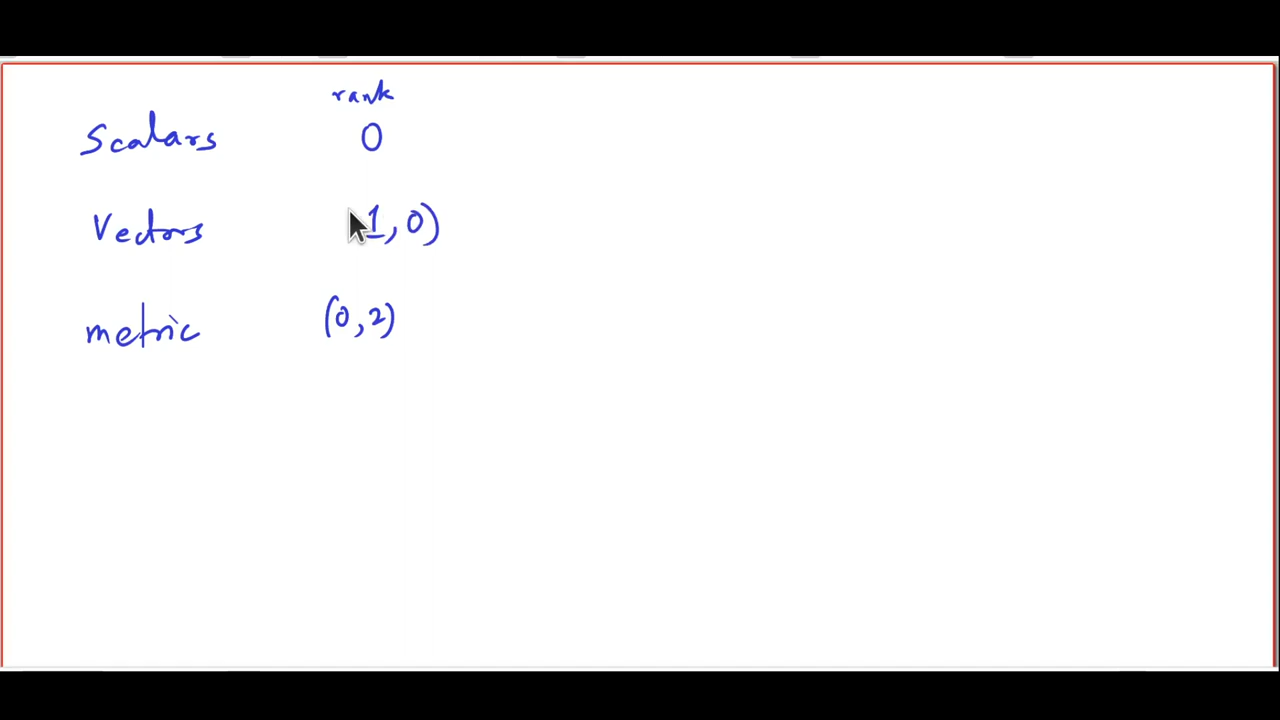 rank
Scalars 0
Vectors 1, 0)
metric (0, 2)